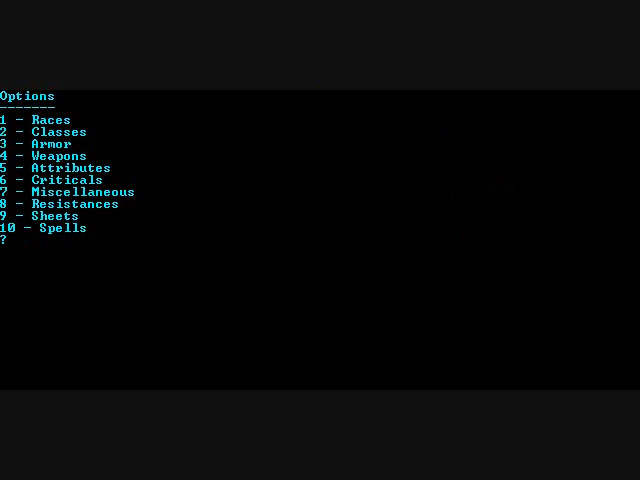 Options
-------
1 - Races
2 - Classes
3 - Armor
4 - Weapons
5 - Attributes
6 - Criticals
7 - Miscellaneous
8 - Resistances
9 - Sheets
10 - Spells
?